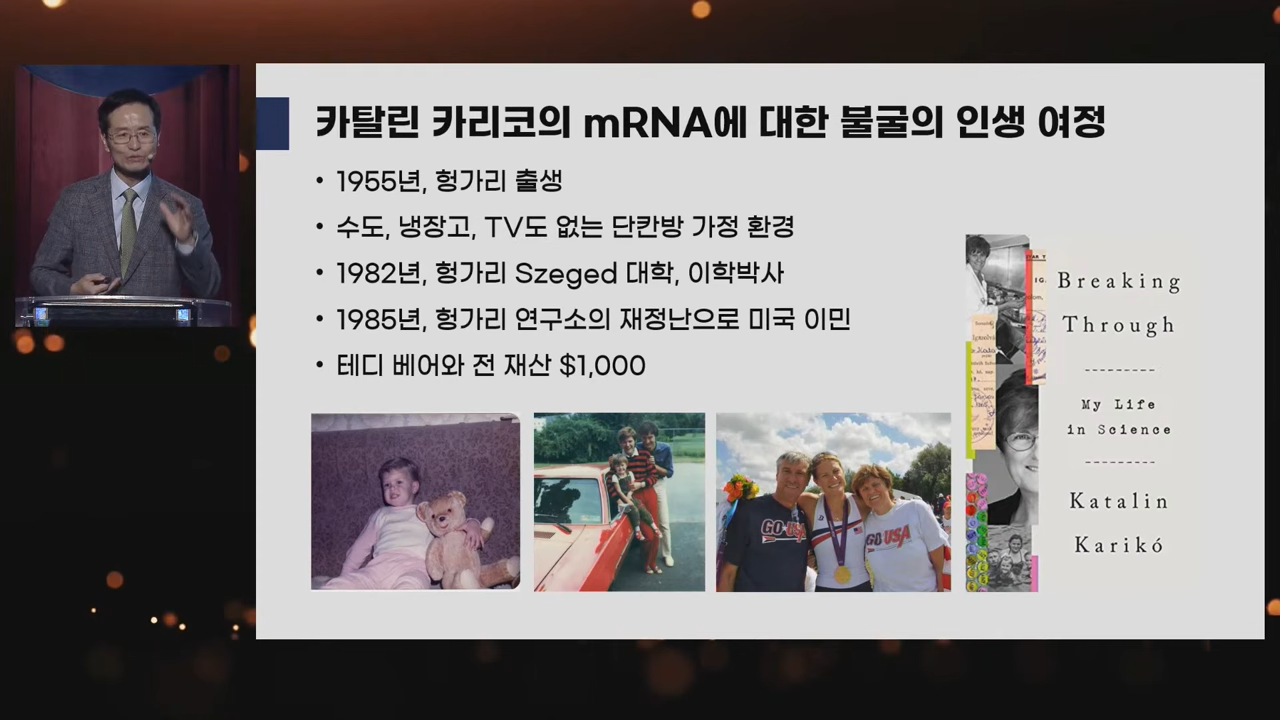 카탈린 카리코의 mRNA에 대한 불굴의 인생 여정
• 1955년, 헝가리 출생
• 수도, 냉장고, TV도 없는 단칸방 가정 환경
• 1982년, 헝가리 Szeged 대학, 이학박사
• 1985년, 헝가리 연구소의 재정난으로 미국 이민
• 테디 베어와 전 재산 $1,000
GO USA
GO USA
Breaking
Through
My Life
in Science
Katalin
Karikó